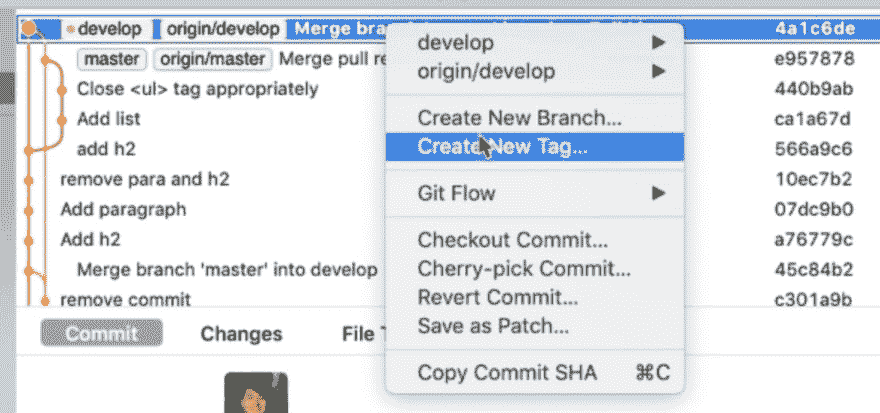 develop origin/develop Merge bra 4a1c6de
master origin/master Merge pull re e957878
Close <ul> tag appropriately 440b9ab
Add list ca1a67d
add h2 566a9c6
remove para and h2 10ec7b2
Add paragraph 07dc9b0
Add h2 a76779c
Merge branch 'master' into develop 45c84b2
remove commit c301a9b
Commit Changes File T
develop
origin/develop
Create New Branch...
Create New Tag...
Git Flow
Checkout Commit...
Cherry-pick Commit...
Revert Commit...
Save as Patch...
Copy Commit SHA ⌘C